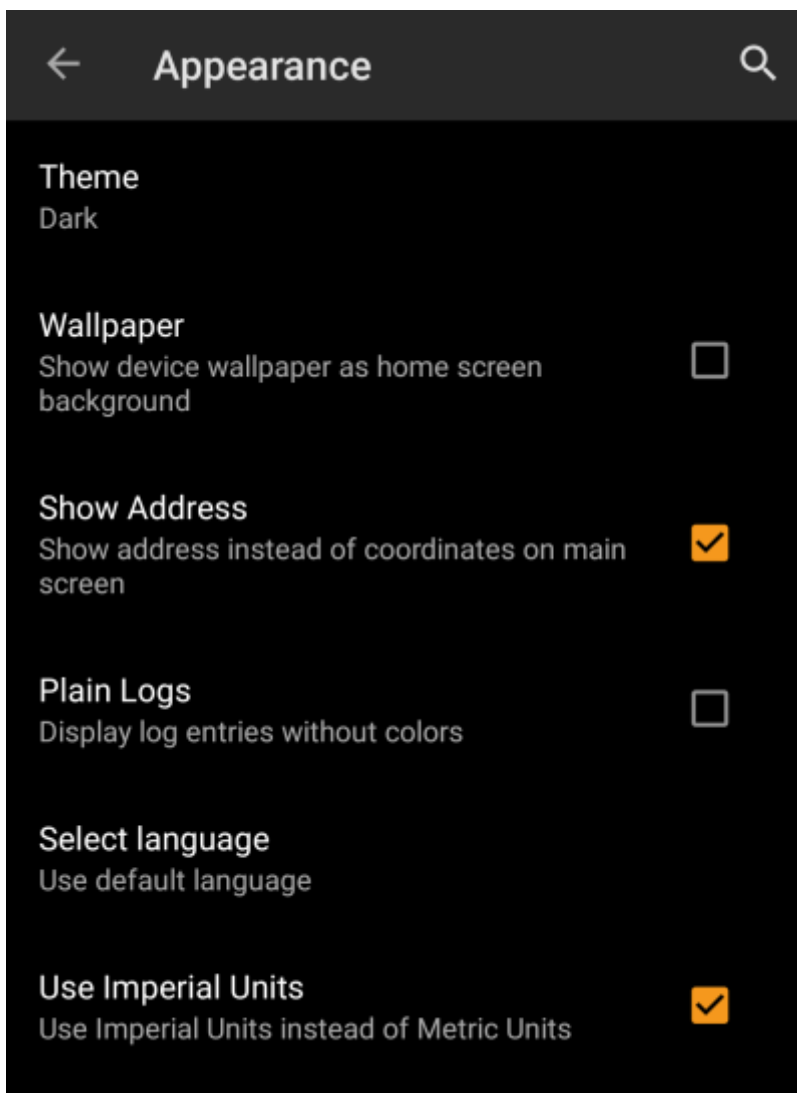 Appearance
Theme
Dark
Wallpaper
Show device wallpaper as home screen
background
Show Address
Show address instead of coordinates on main
screen
Plain Logs
Display log entries without colors
Select language
Use default language
Use Imperial Units
Use Imperial Units instead of Metric Units